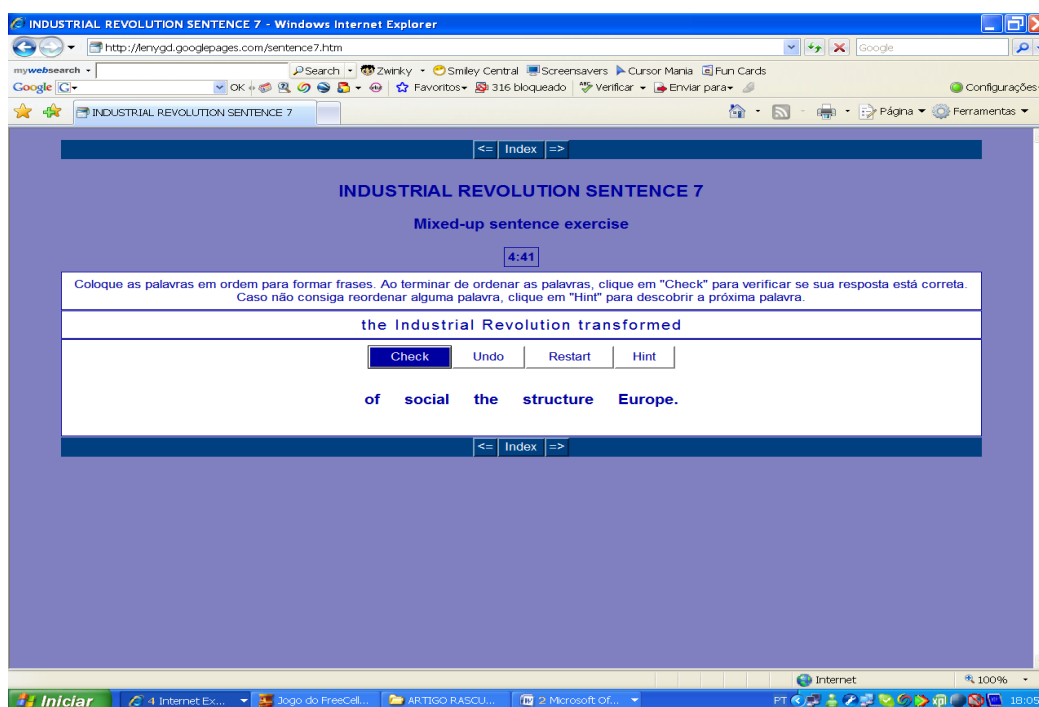 INDUSTRIAL REVOLUTION SENTENCE 7 - Windows Internet Explorer
http://lenygd.googlepages.com/sentence7.htm Google
mywebsearch Search Zwinky Smiley Central Screensavers Cursor Mania Fun Cards
Google G OK Favoritos 316 bloqueado Verificar Enviar para Configurações
INDUSTRIAL REVOLUTION SENTENCE 7 Página Ferramentas
<= Index =>
INDUSTRIAL REVOLUTION SENTENCE 7
Mixed-up sentence exercise
4:41
Coloque as palavras em ordem para formar frases. Ao terminar de ordenar as palavras, clique em "Check" para verificar se sua resposta está correta.
Caso não consiga reordenar alguma palavra, clique em "Hint" para descobrir a próxima palavra.
the Industrial Revolution transformed
Check Undo Restart Hint
of social the structure Europe.
<= Index =>
Internet 100%
Iniciar 4 Internet Ex... Jogo do FreeCell... ARTIGO RASCU... 2 Microsoft Of... PT 18:05